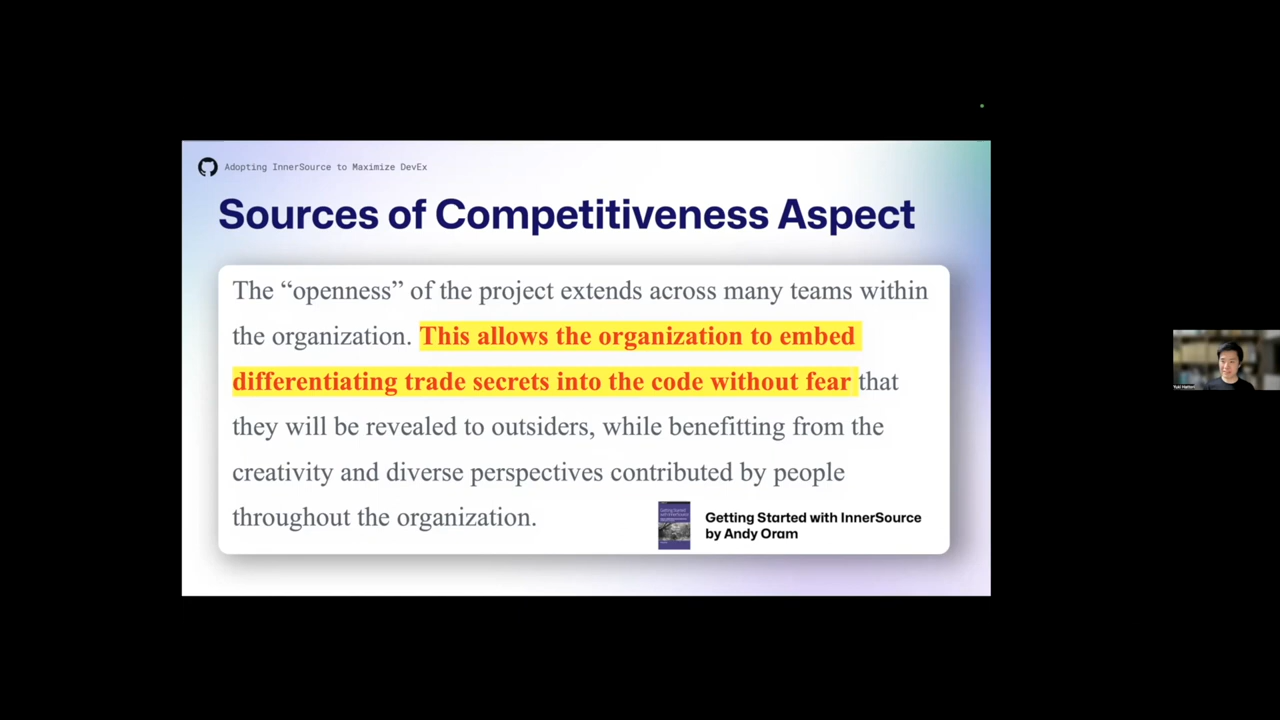 Adopting InnerSource to Maximize DevEx
Sources of Competitiveness Aspect
The “openness” of the project extends across many teams within
the organization. This allows the organization to embed
differentiating trade secrets into the code without fear that
they will be revealed to outsiders, while benefitting from the
creativity and diverse perspectives contributed by people
throughout the organization.
Getting Started with InnerSource
by Andy Oram